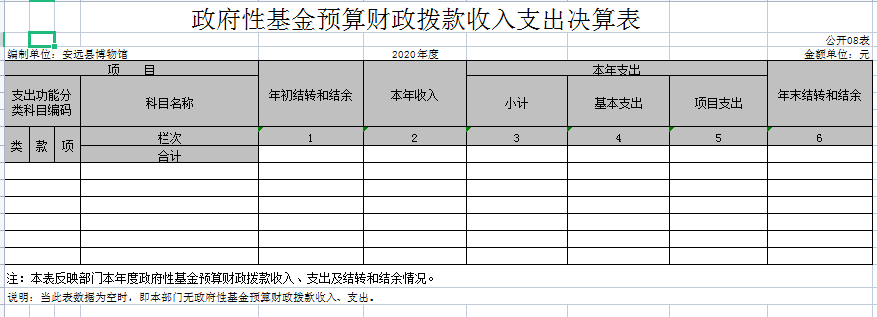 政府性基金预算财政拨款收入支出决算表
公开08表
编制单位：安远县博物馆 2020年度 金额单位：元
项 目 年初结转和结余 本年收入 本年支出 年末结转和结余
支出功能分类科目编码 科目名称 小计 基本支出 项目支出
类 款 项 栏次 1 2 3 4 5 6
合计
注：本表反映部门本年度政府性基金预算财政拨款收入、支出及结转和结余情况。
说明：当此表数据为空时，即本部门无政府性基金预算财政拨款收入、支出.